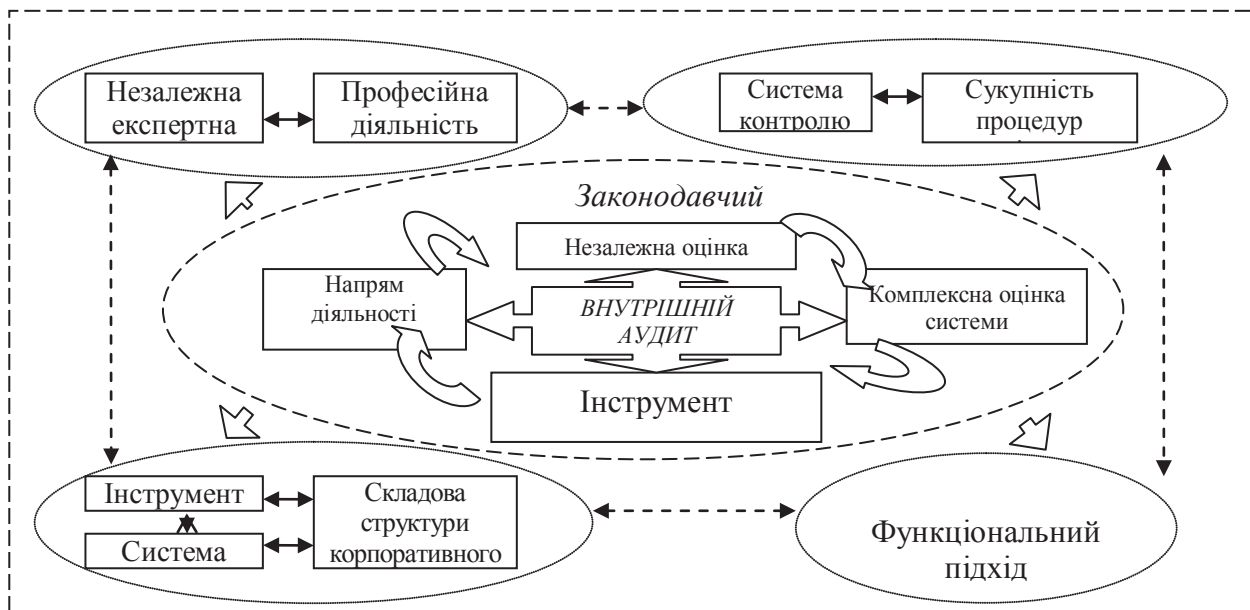 Незалежна
експертна
Професійна
діяльність
Система
контролю
Сукупність
процедур
Законодавчий
Незалежна оцінка
Напрям
діяльності
ВНУТРІШНІЙ
АУДИТ
Комплексна оцінка
системи
Інструмент
Інструмент
Система
Складова
структури
корпоративного
Функціональний
підхід